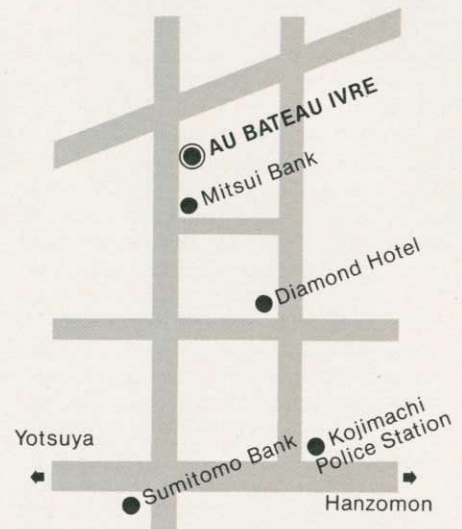 AU BATEAU IVRE
Mitsui Bank
Diamond Hotel
Kojimachi
Police Station
Yotsuya
Sumitomo Bank
Hanzomon